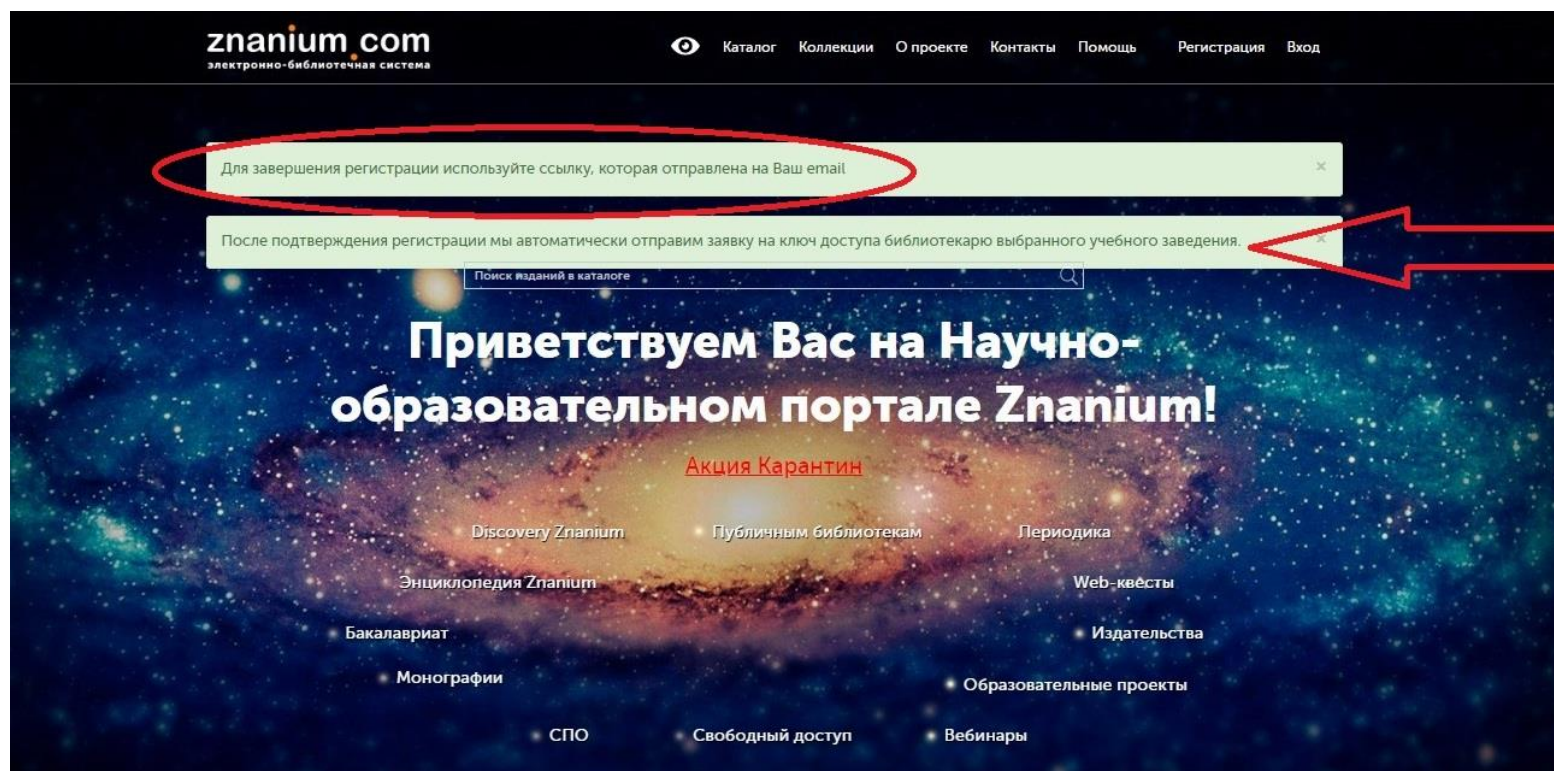 znanium.com
электронно-библиотечная система
Каталог Коллекции О проекте Контакты Помощь Регистрация Вход
Для завершения регистрации используйте ссылку, которая отправлена на Ваш email ×
После подтверждения регистрации мы автоматически отправим заявку на ключ доступа библиотекарю выбранного учебного заведения. ×
Поиск изданий в каталоге
Приветствуем Вас на Научно-
образовательном портале Znanium!
Акция Карантин
Discovery Znanium Публичным библиотекам Периодика
Энциклопедия Znanium Web-квесты
Бакалавриат Издательства
Монографии Образовательные проекты
СПО Свободный доступ Вебинары